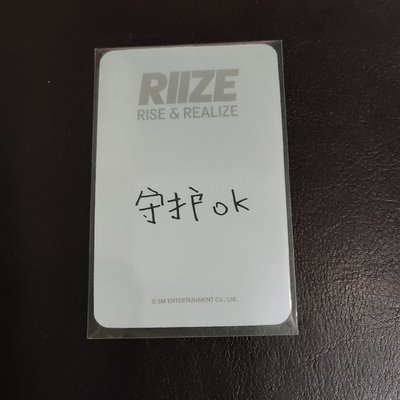 RIIZE
RISE & REALIZE
守护ok
© SM ENTERTAINMENT Co., Ltd.